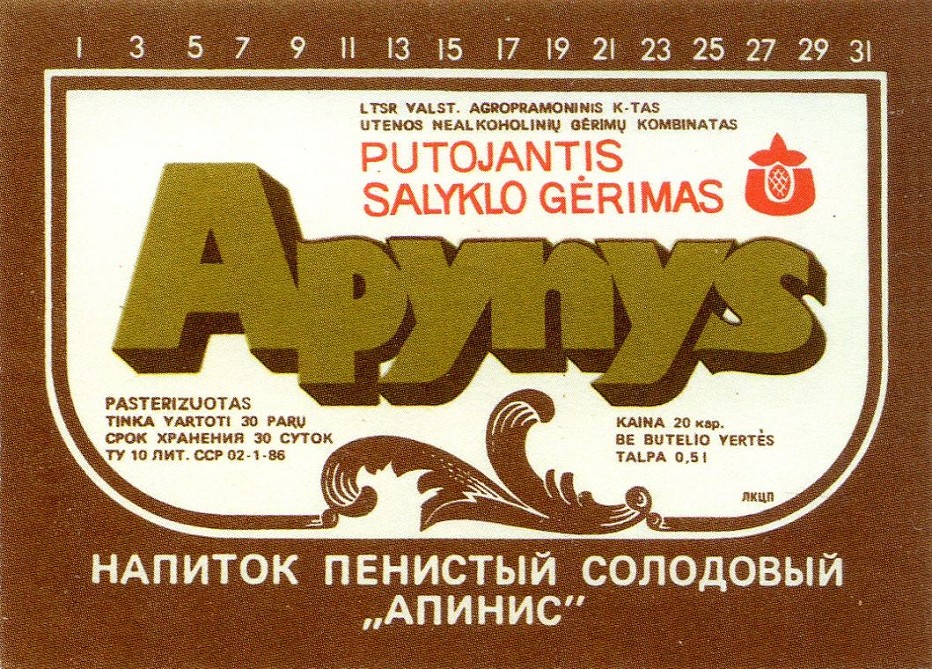 1 3 5 7 9 11 13 15 17 19 21 23 25 27 29 31
LTSR VALST. AGROPRAMONINIS K-TAS
UTENOS NEALKOHOLINIŲ GĖRIMŲ KOMBINATAS
PUTOJANTIS
SALYKLO GĖRIMAS
Apynys
PASTERIZUOTAS
TINKA VARTOTI 30 PARŲ
СРОК ХРАНЕНИЯ 30 СУТОК
ТУ 10 ЛИТ. ССР 02-1-86
KAINA 20 кар.
BE BUTELIO VERTĖS
TALPA 0,5 l
ЛКЦП
НАПИТОК ПЕНИСТЫЙ СОЛОДОВЫЙ
„АПИНИС”